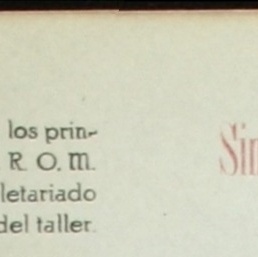 los prin-
R. O. M.
letariado
del taller.
Sin